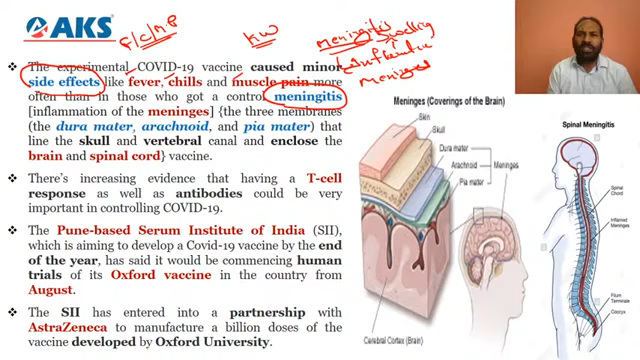 AKS
F/C/M.P
KW
Meningitis
swelling
❖ The experimental COVID-19 vaccine caused minor
side effects like fever, chills and muscle pain more
often than in those who got a control meningitis
[inflammation of the meninges] {the three membranes
(the dura mater, arachnoid, and pia mater) that
line the skull and vertebral canal and enclose the
brain and spinal cord} vaccine.
❖ There's increasing evidence that having a T-cell
response as well as antibodies could be very
important in controlling COVID-19.
❖ The Pune-based Serum Institute of India (SII),
which is aiming to develop a Covid-19 vaccine by the end
of the year, has said it would be commencing human
trials of its Oxford vaccine in the country from
August.
❖ The SII has entered into a partnership with
AstraZeneca to manufacture a billion doses of the
vaccine developed by Oxford University.
Meninges (Coverings of the Brain)
Skin
Skull
Dura mater
Arachnoid
Pia mater
Meninges
Cerebral Cortex (Brain)
Spinal Meningitis
Spinal
Chord
Inflamed
Meninges
Filum
Terminale
Coccyx